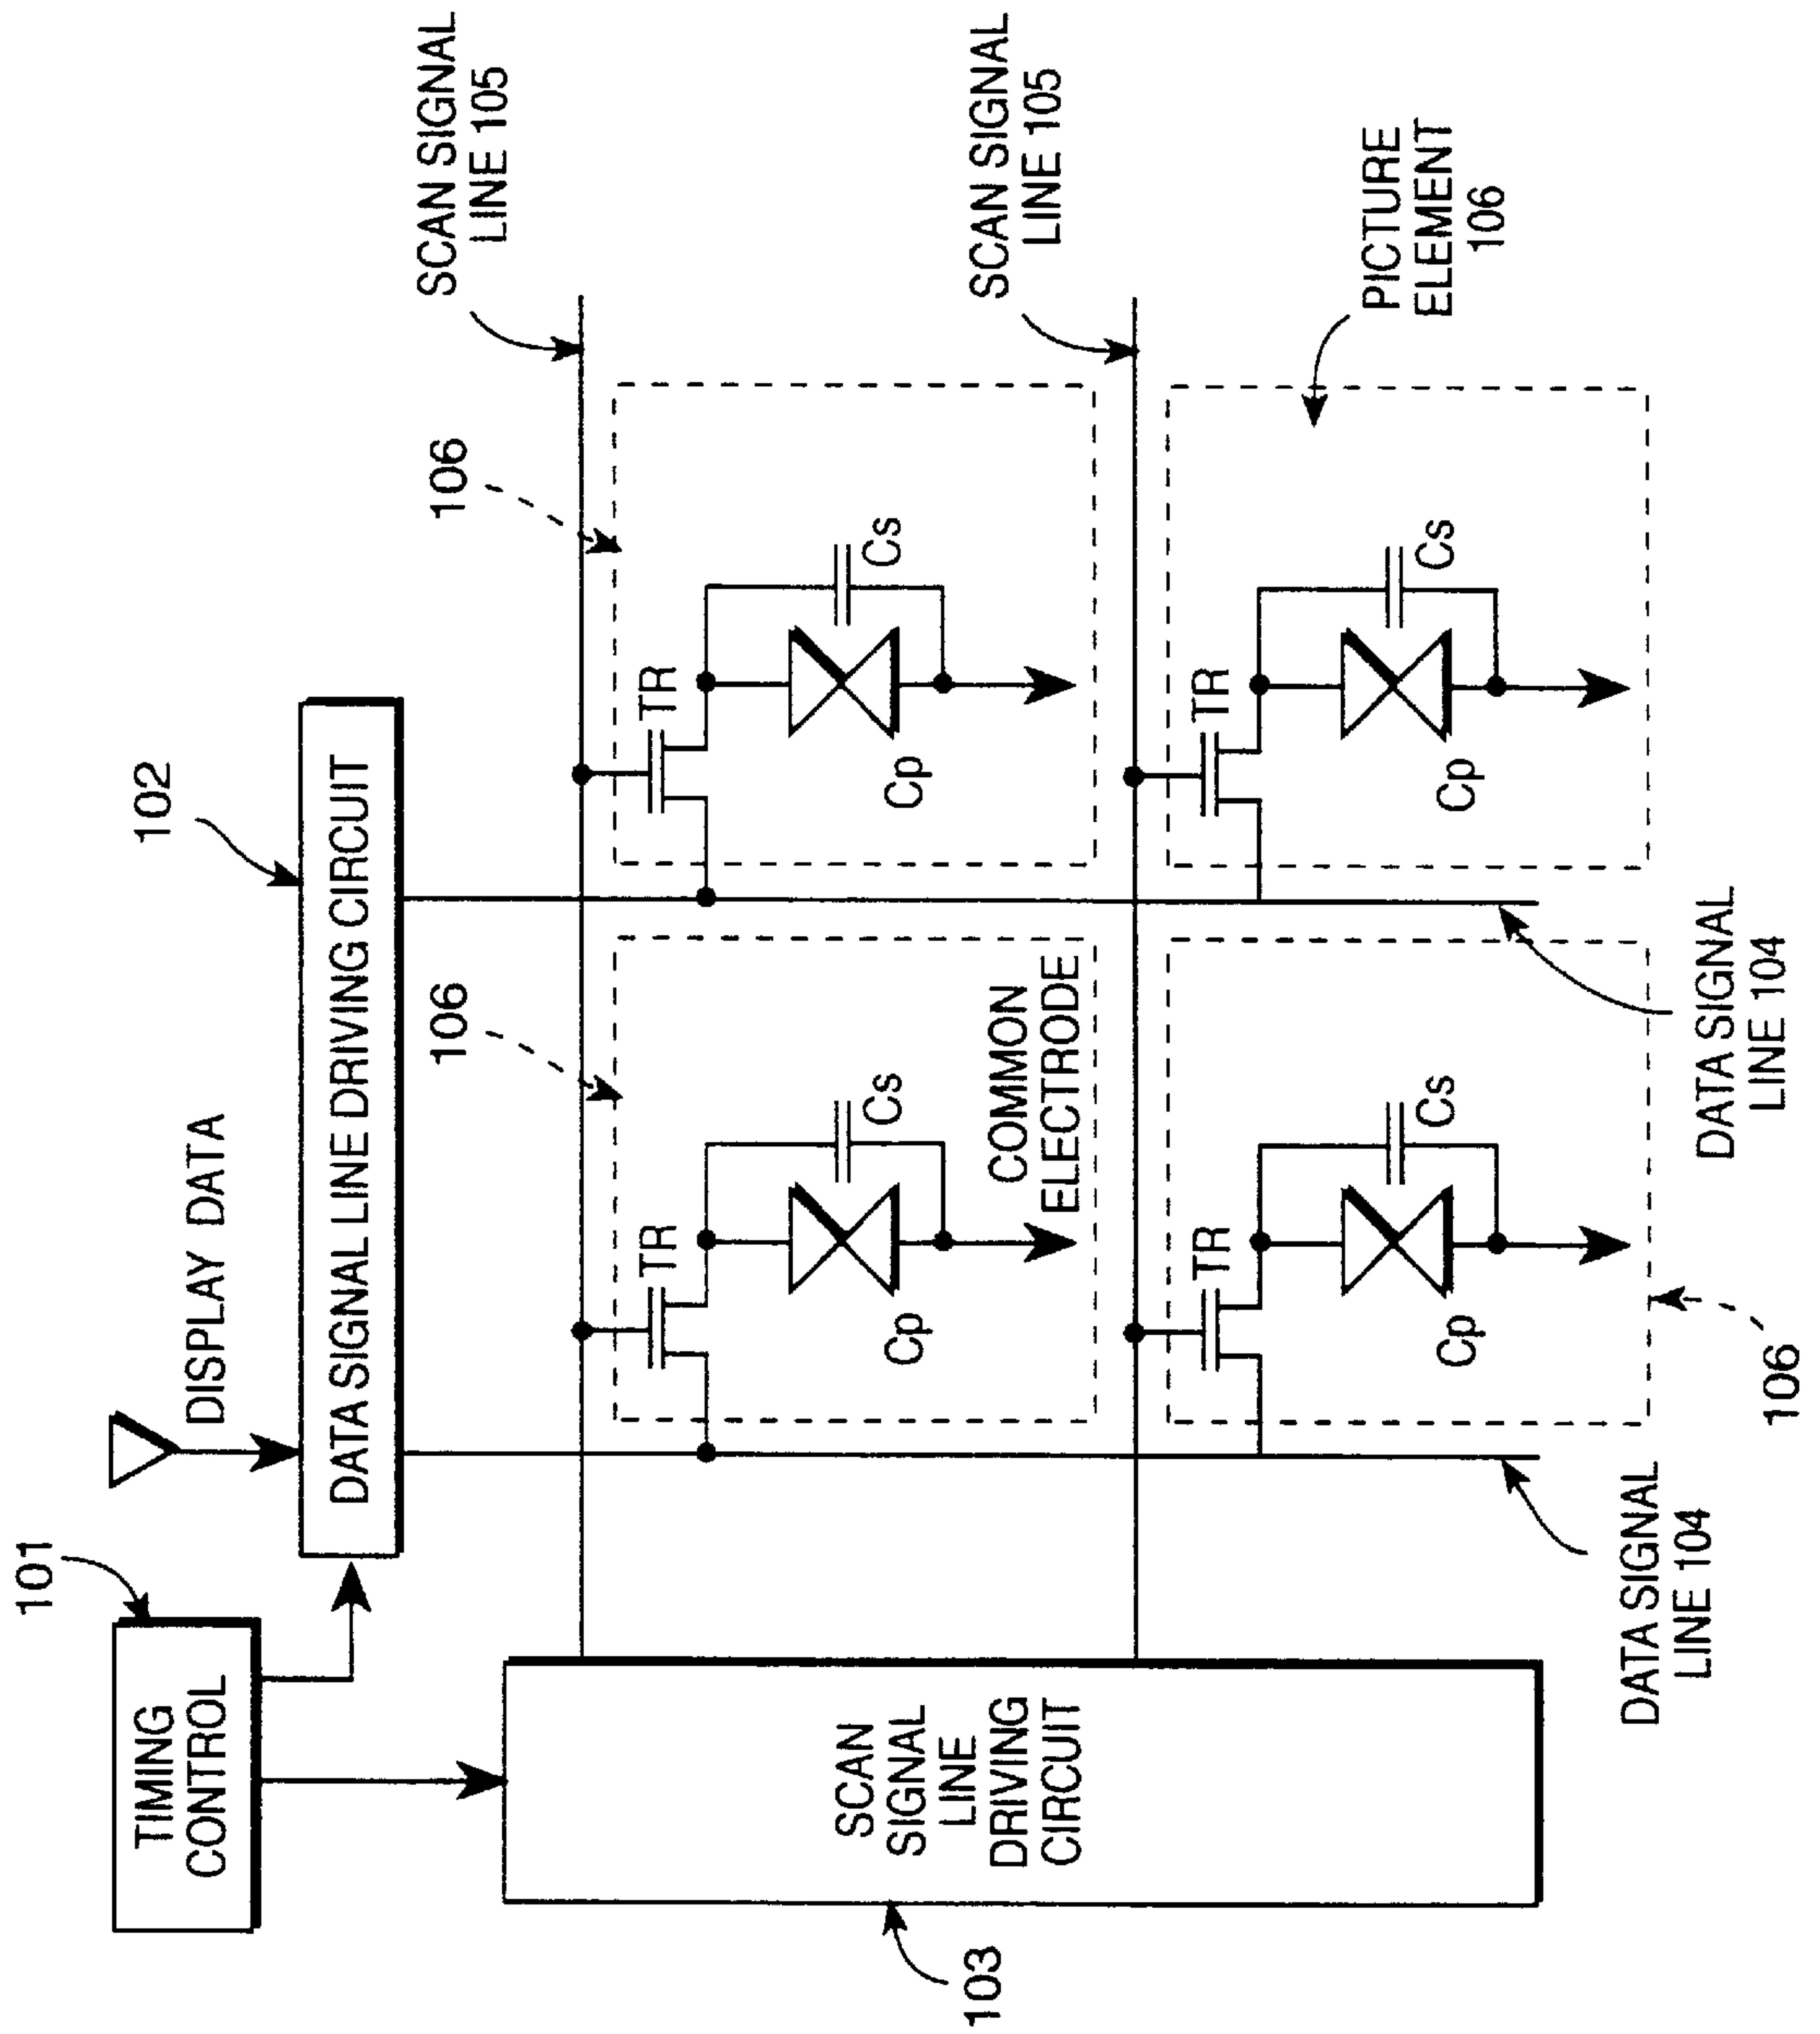 101
TIMING
CONTROL
DISPLAY DATA
102
DATA SIGNAL LINE DRIVING CIRCUIT
SCAN SIGNAL
LINE 105
106
106
TR
Cs
Cp
COMMON
ELECTRODE
TR
Cs
Cp
SCAN SIGNAL
LINE 105
103
SCAN
SIGNAL
LINE
DRIVING
CIRCUIT
TR
Cs
Cp
TR
Cs
Cp
PICTURE
ELEMENT
106
DATA SIGNAL
LINE 104
106
DATA SIGNAL
LINE 104